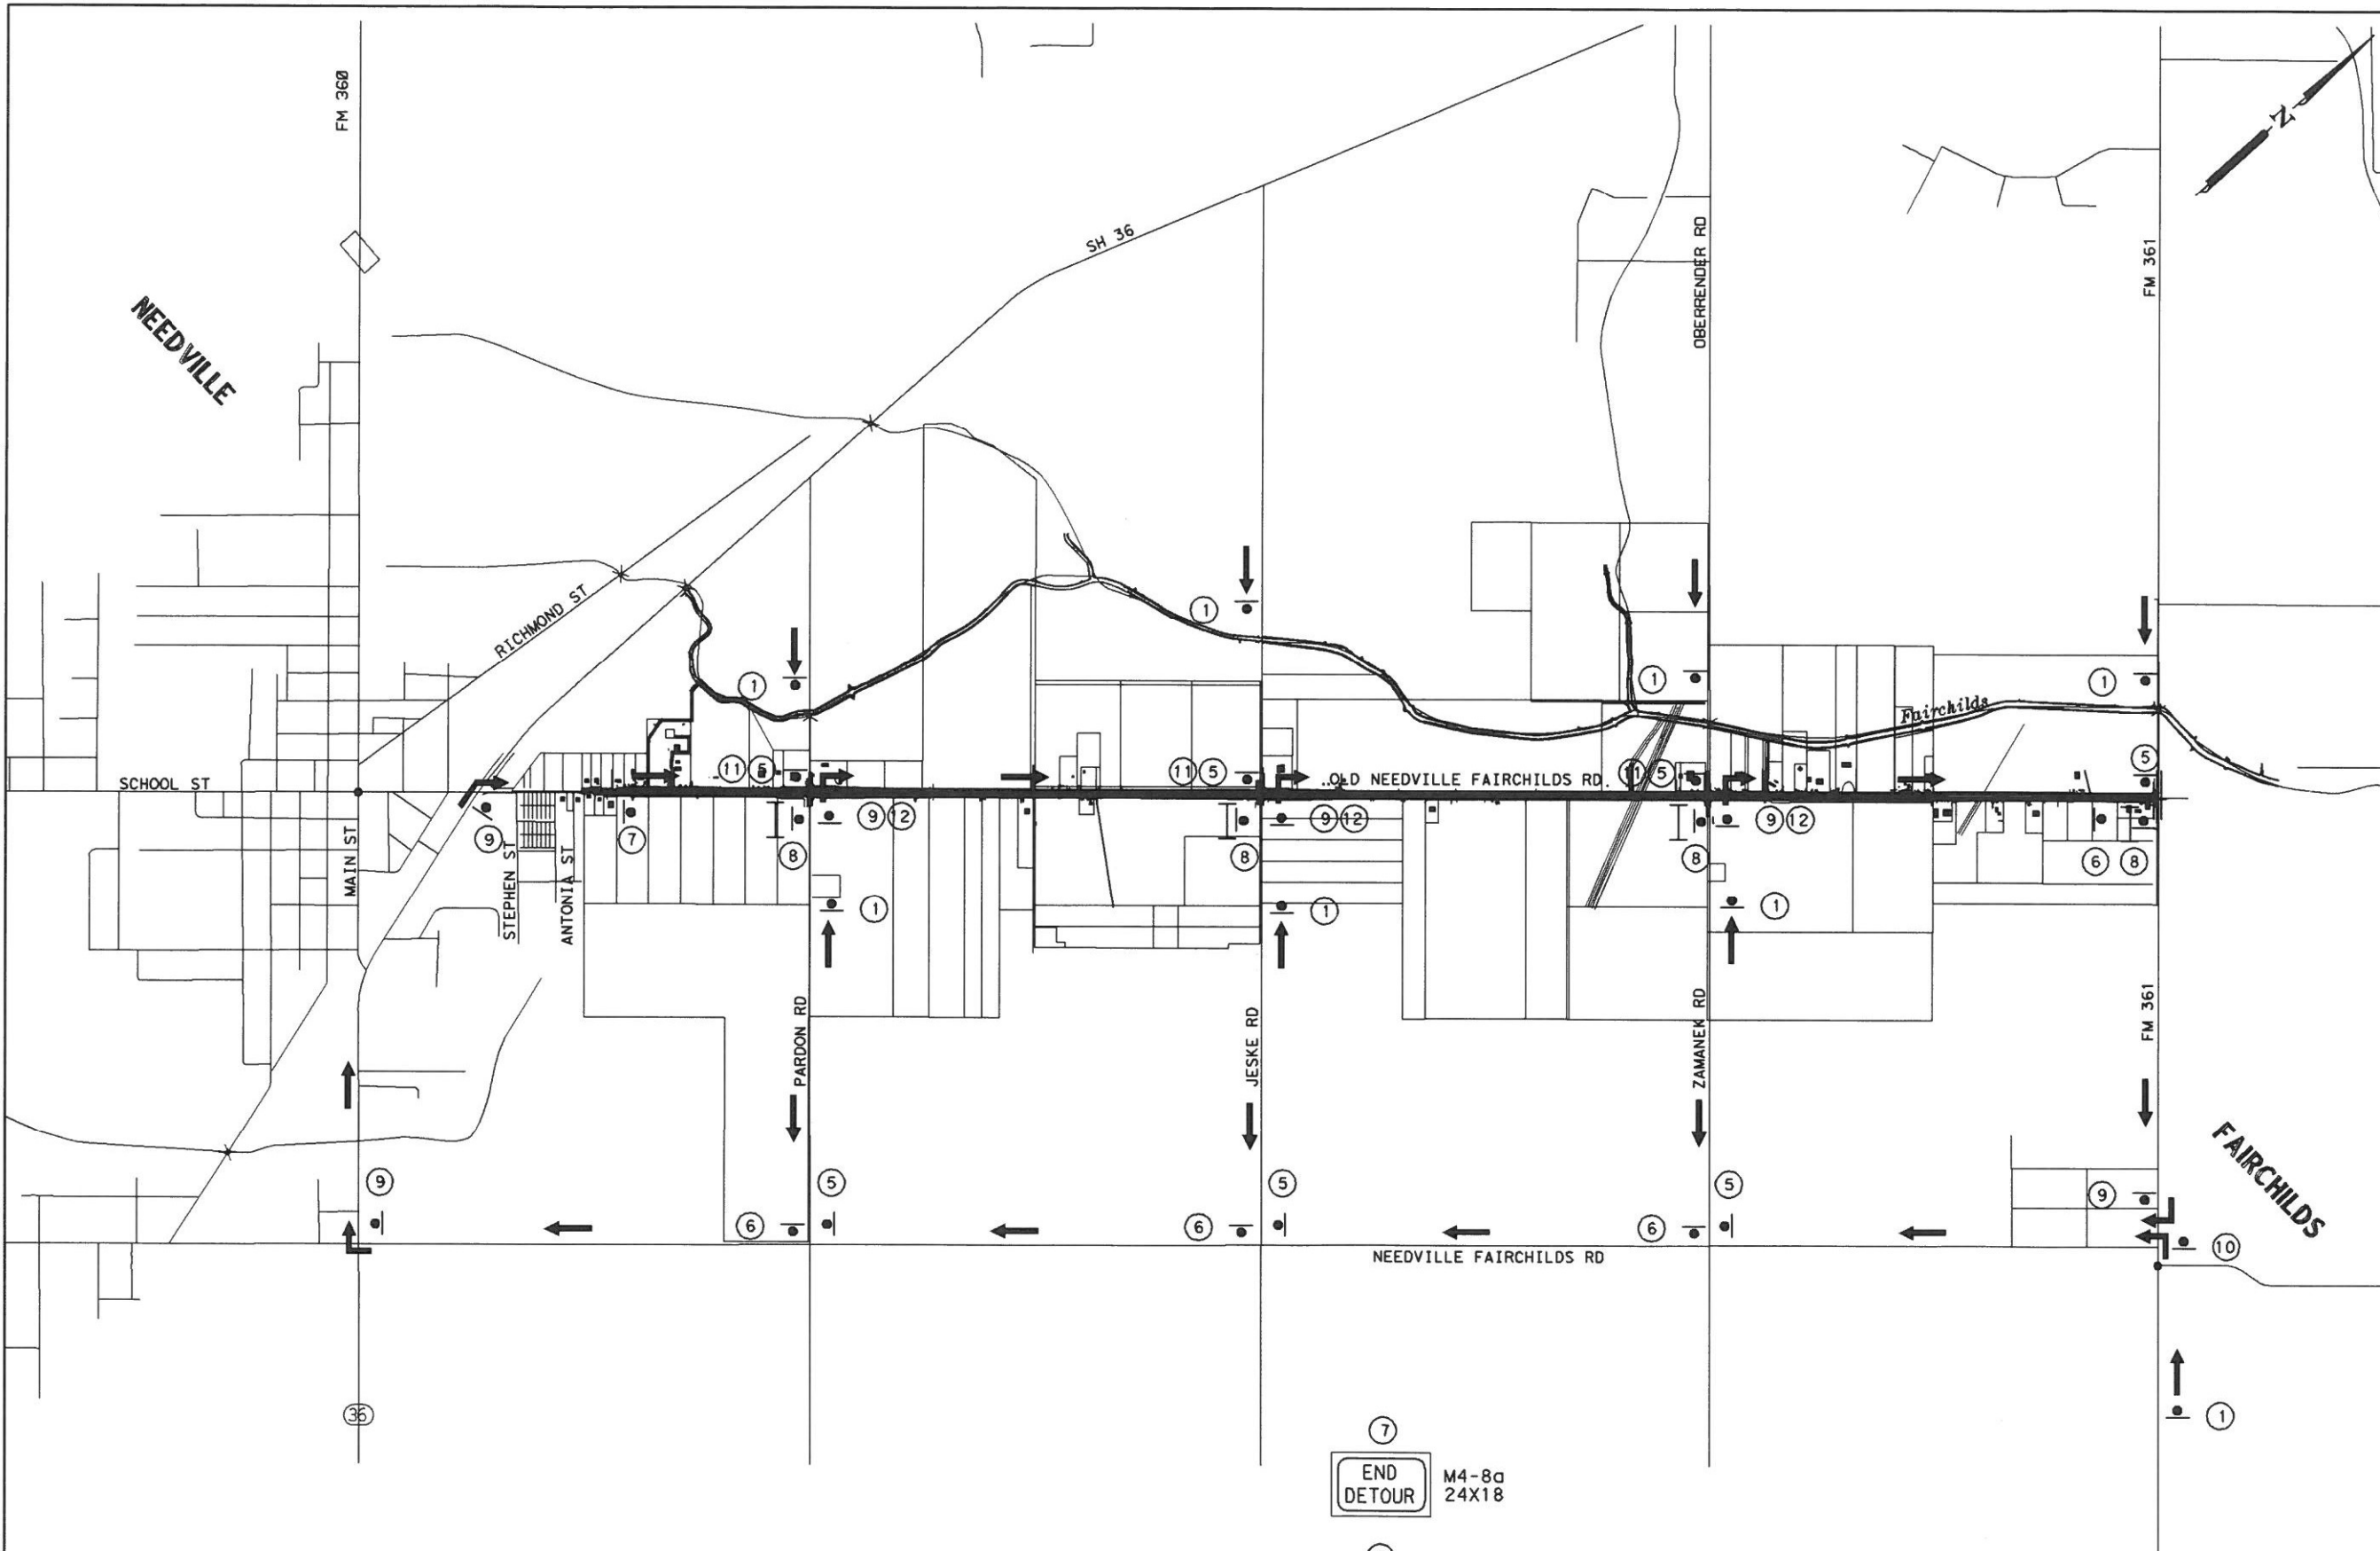 FM 360
SH 36
OBERRENDER RD
FM 361
N
NEEDVILLE
RICHMOND ST
1
1
1
1
Fairchilds
SCHOOL ST
11 5
11 5
OLD NEEDVILLE FAIRCHILDS RD
11 5
5
MAIN ST
9
STEPHEN ST
ANTONIA ST
7
8
9 12
8
9 12
8
9 12
6 8
1
1
1
PARDON RD
JESKE RD
ZAMANEK RD
FM 361
FAIRCHILDS
9
5
5
5
9
6
6
6
10
NEEDVILLE FAIRCHILDS RD
36
1
7
END
DETOUR
M4-8a
24X18